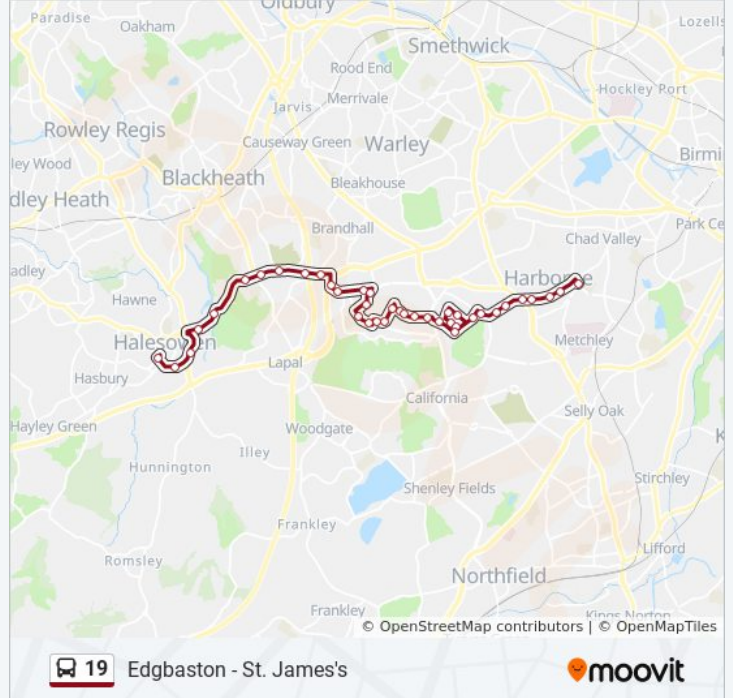 Oldbury
Paradise
Oakham
Lozells
Smethwick
Rood End
Hockley Port
Merrivale
Jarvis
Rowley Regis
Causeway Green
Warley
Birmi
ley Wood
Blackheath
Bleakhouse
dley Heath
Brandhall
Park Ce
Chad Valley
adley
Harborne
Hawne
Halesowen
Metchley
Lapal
Hasbury
California
Selly Oak
Hayley Green
Woodgate
Illey
Hunnington
Stirchley
Shenley Fields
Frankley
Lifford
Romsley
Northfield
Frankley
Kings Norton
© OpenStreetMap contributors | © OpenMapTiles
19 Edgbaston - St. James's
moovit